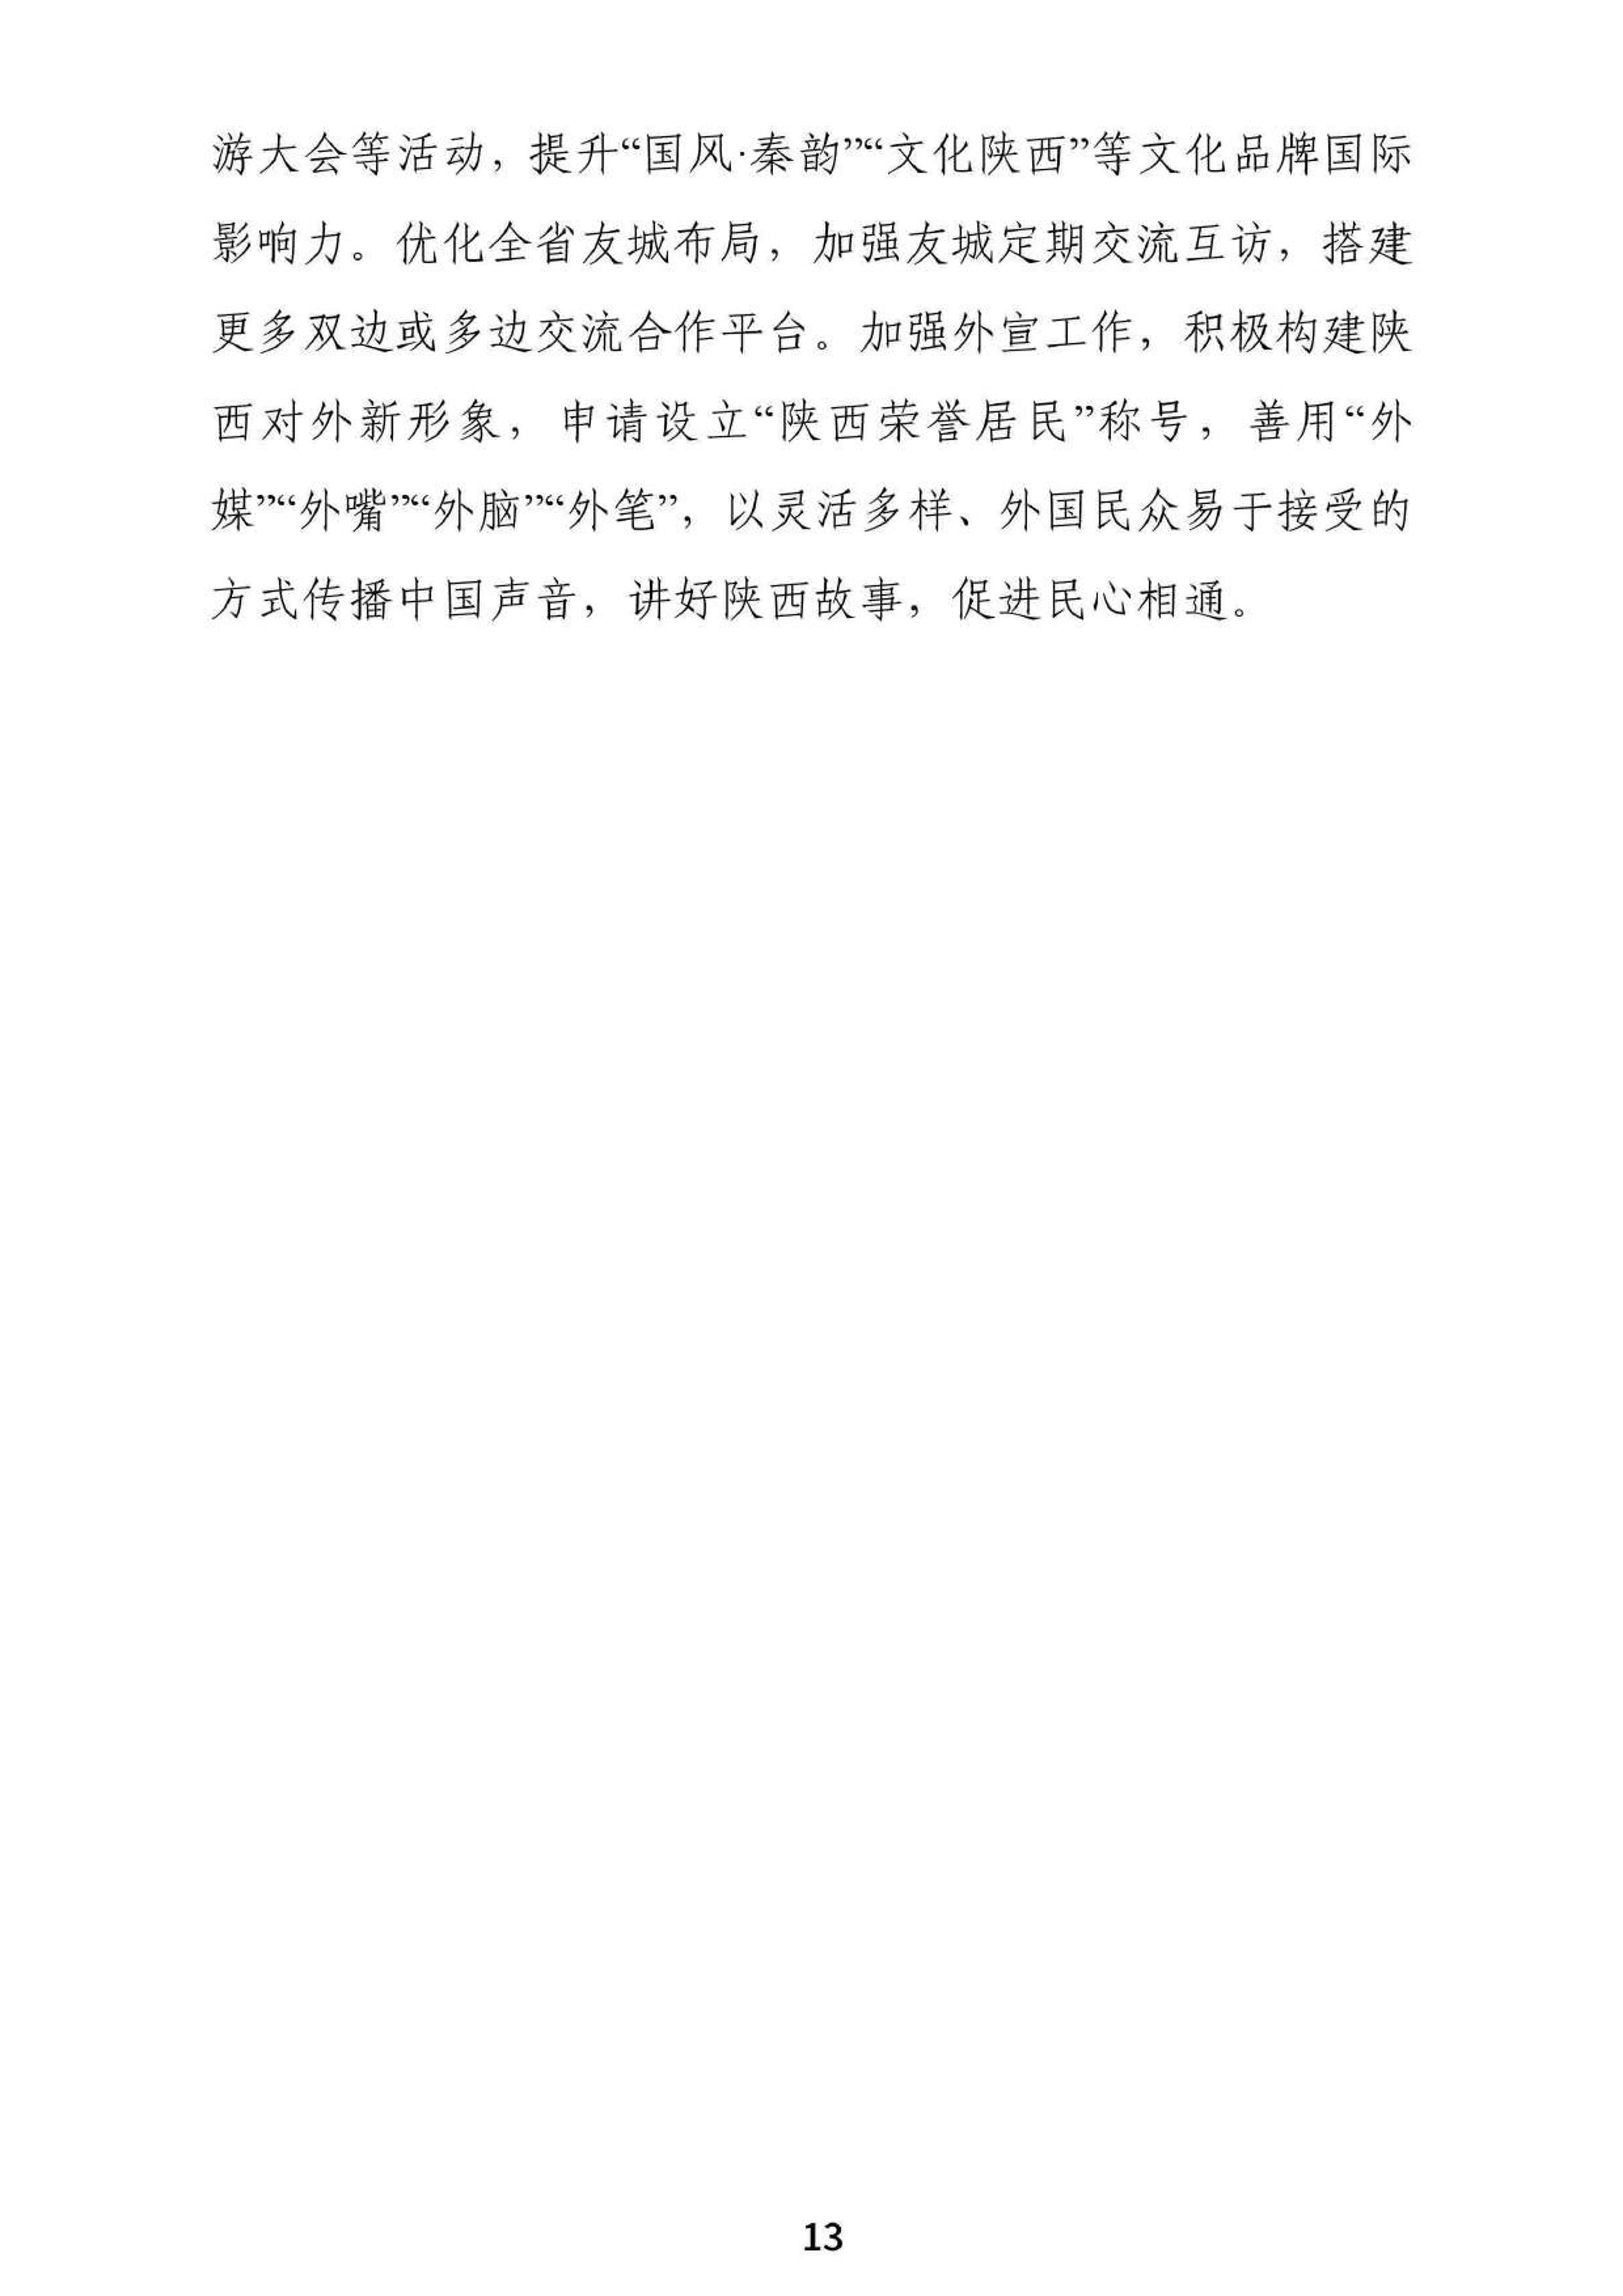 游大会等活动，提升“国风·秦韵”“文化陕西”等文化品牌国际
影响力。优化全省友城布局，加强友城定期交流互访，搭建
更多双边或多边交流合作平台。加强外宣工作，积极构建陕
西对外新形象，申请设立“陕西荣誉居民”称号，善用“外
媒”“外嘴”“外脑”“外笔”，以灵活多样、外国民众易于接受的
方式传播中国声音，讲好陕西故事，促进民心相通。
13